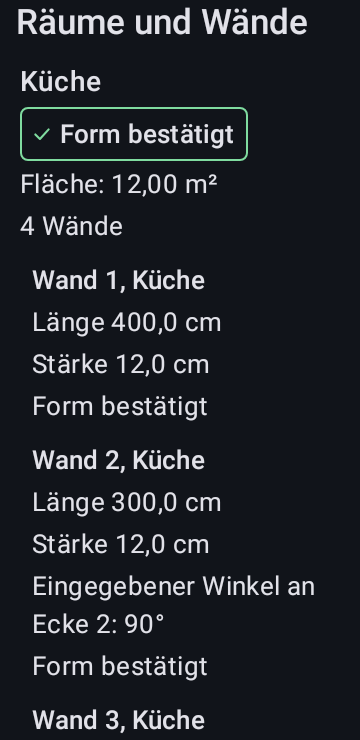 Räume und Wände
Küche
Form bestätigt
Fläche: 12,00 m²
4 Wände
Wand 1, Küche
Länge 400,0 cm
Stärke 12,0 cm
Form bestätigt
Wand 2, Küche
Länge 300,0 cm
Stärke 12,0 cm
Eingegebener Winkel an
Ecke 2: 90°
Form bestätigt
Wand 3, Küche